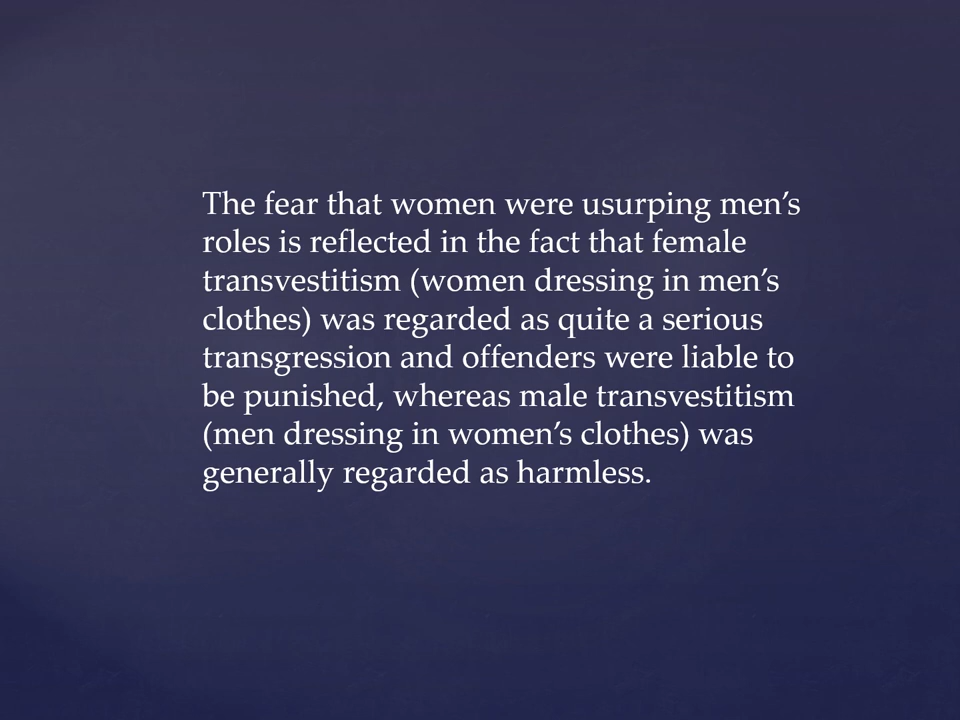 The fear that women were usurping men’s
roles is reflected in the fact that female
transvestitism (women dressing in men’s
clothes) was regarded as quite a serious
transgression and offenders were liable to
be punished, whereas male transvestitism
(men dressing in women’s clothes) was
generally regarded as harmless.